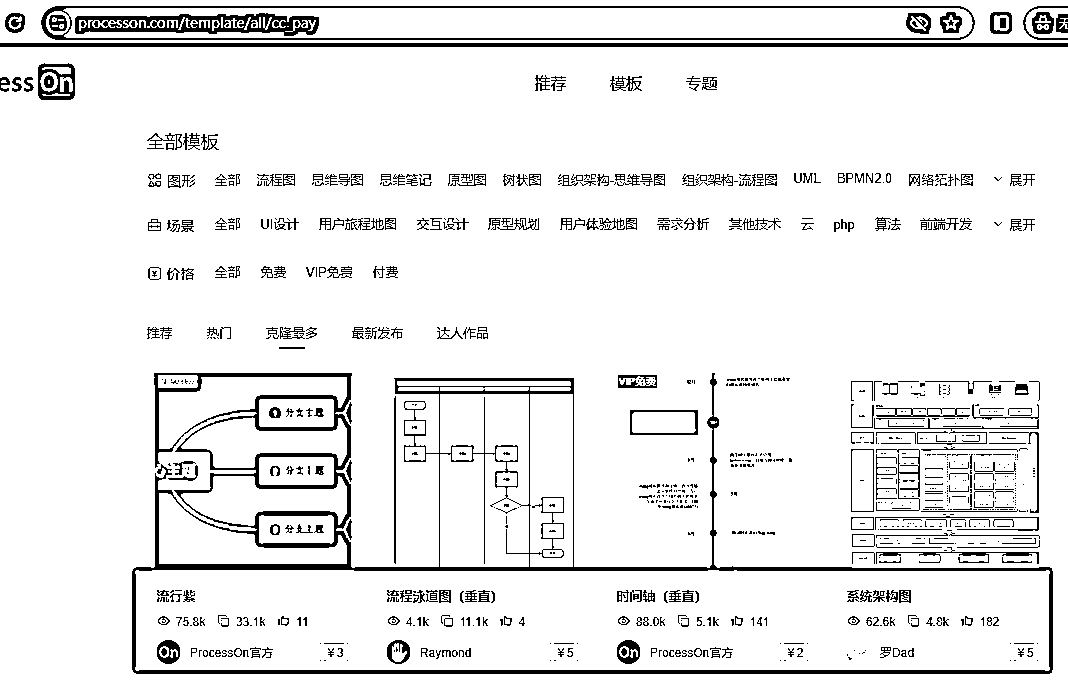 processon.com/template/all/cc_pay
ess On
推荐 模板 专题
全部模板
图形 全部 流程图 思维导图 思维笔记 原型图 树状图 组织架构-思维导图 组织架构-流程图 UML BPMN2.0 网络拓扑图 展开
场景 全部 UI设计 用户旅程地图 交互设计 原型规划 用户体验地图 需求分析 其他技术 云 php 算法 前端开发 展开
价格 全部 免费 VIP免费 付费
推荐 热门 克隆最多 最新发布 达人作品
VIP免费
分支主题
分支主题
分支主题
流行紫 流程泳道图（垂直） 时间轴（垂直） 系统架构图
75.8k 33.1k 11 4.1k 11.1k 4 88.0k 5.1k 141 62.6k 4.8k 182
On ProcessOn官方 ¥3 Raymond ¥5 On ProcessOn官方 ¥2 罗Dad ¥5